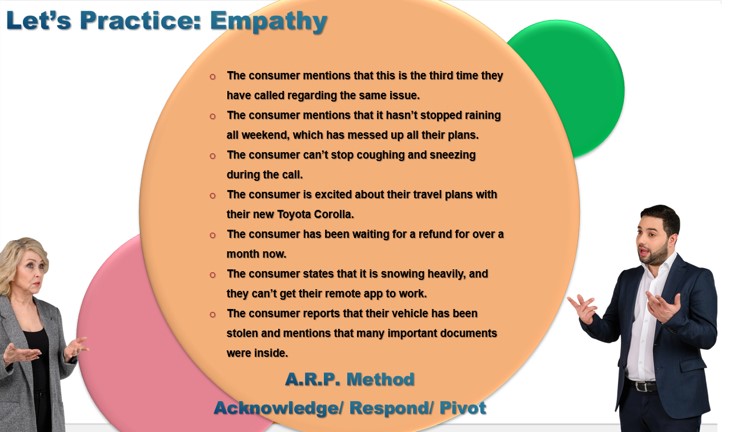 Let’s Practice: Empathy
o The consumer mentions that this is the third time they
have called regarding the same issue.
o The consumer mentions that it hasn’t stopped raining
all weekend, which has messed up all their plans.
o The consumer can’t stop coughing and sneezing
during the call.
o The consumer is excited about their travel plans with
their new Toyota Corolla.
o The consumer has been waiting for a refund for over a
month now.
o The consumer states that it is snowing heavily, and
they can’t get their remote app to work.
o The consumer reports that their vehicle has been
stolen and mentions that many important documents
were inside.
A.R.P. Method
Acknowledge/ Respond/ Pivot